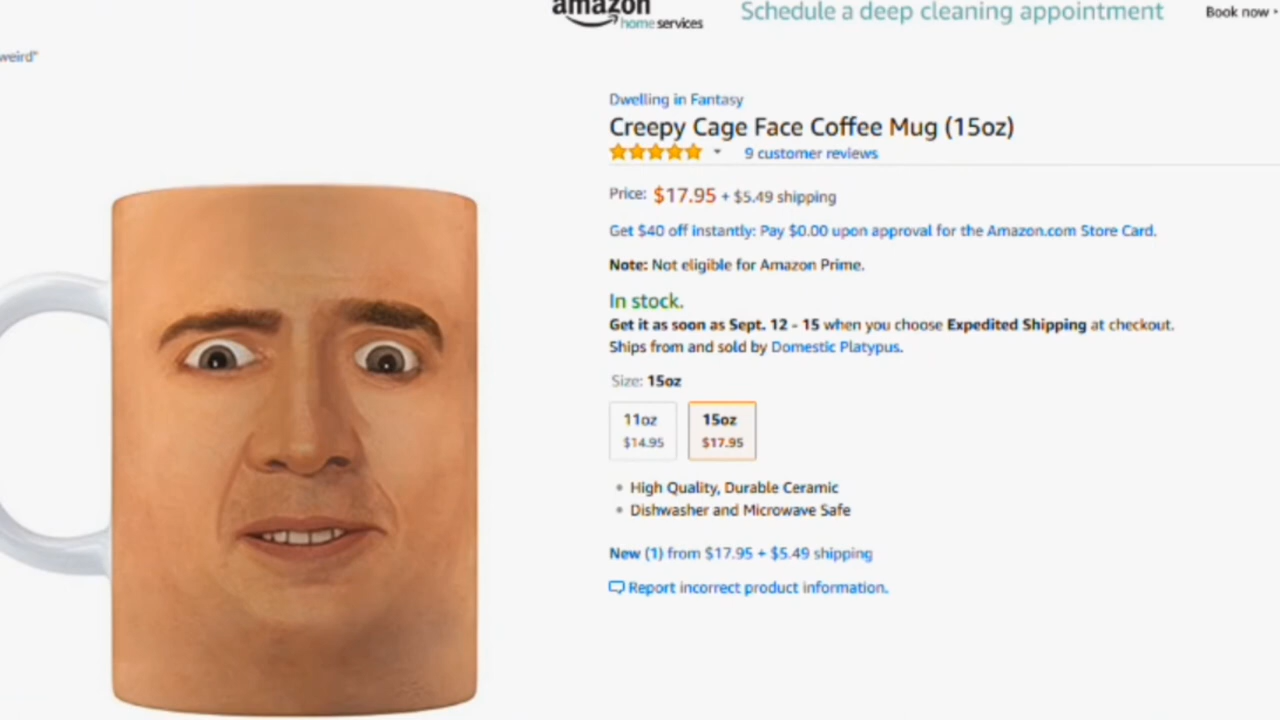 amazon
home services
Schedule a deep cleaning appointment
Book now
weird"
Dwelling in Fantasy
Creepy Cage Face Coffee Mug (15oz)
9 customer reviews
Price: $17.95 + $5.49 shipping
Get $40 off instantly: Pay $0.00 upon approval for the Amazon.com Store Card.
Note: Not eligible for Amazon Prime.
In stock.
Get it as soon as Sept. 12 - 15 when you choose Expedited Shipping at checkout.
Ships from and sold by Domestic Platypus.
Size: 15oz
11oz 15oz
$14.95 $17.95
• High Quality, Durable Ceramic
• Dishwasher and Microwave Safe
New (1) from $17.95 + $5.49 shipping
Report incorrect product information.